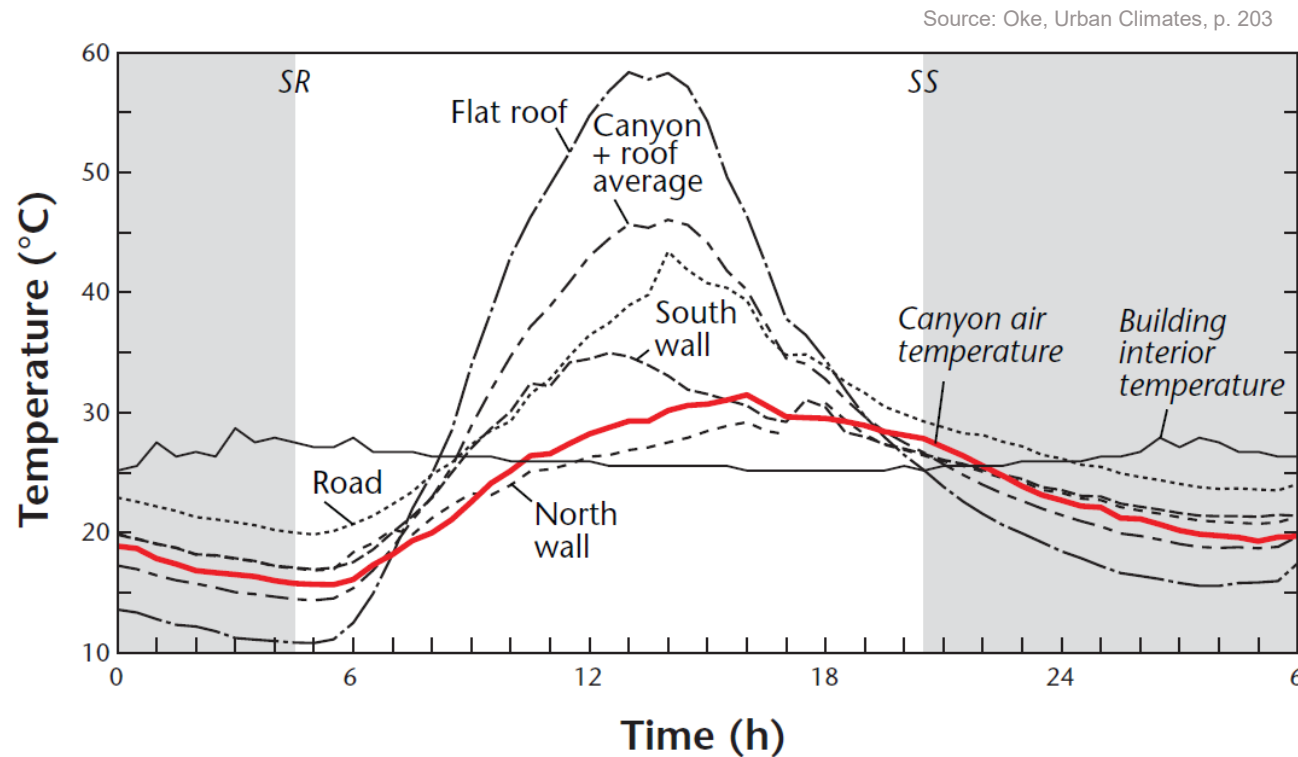 Source: Oke, Urban Climates, p. 203
60
SR
SS
Flat roof
Canyon
+ roof
average
50
Temperature (°C)
40
South
wall
Canyon air
temperature
Building
interior
temperature
30
Road
North
wall
20
10
0
6
12
18
24
6
Time (h)